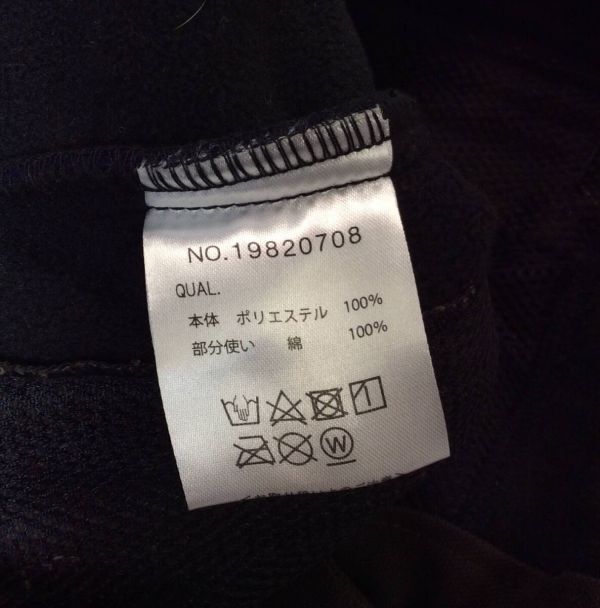 NO.19820708
QUAL.
本体 ポリエステル 100%
部分使い 綿 100%
W